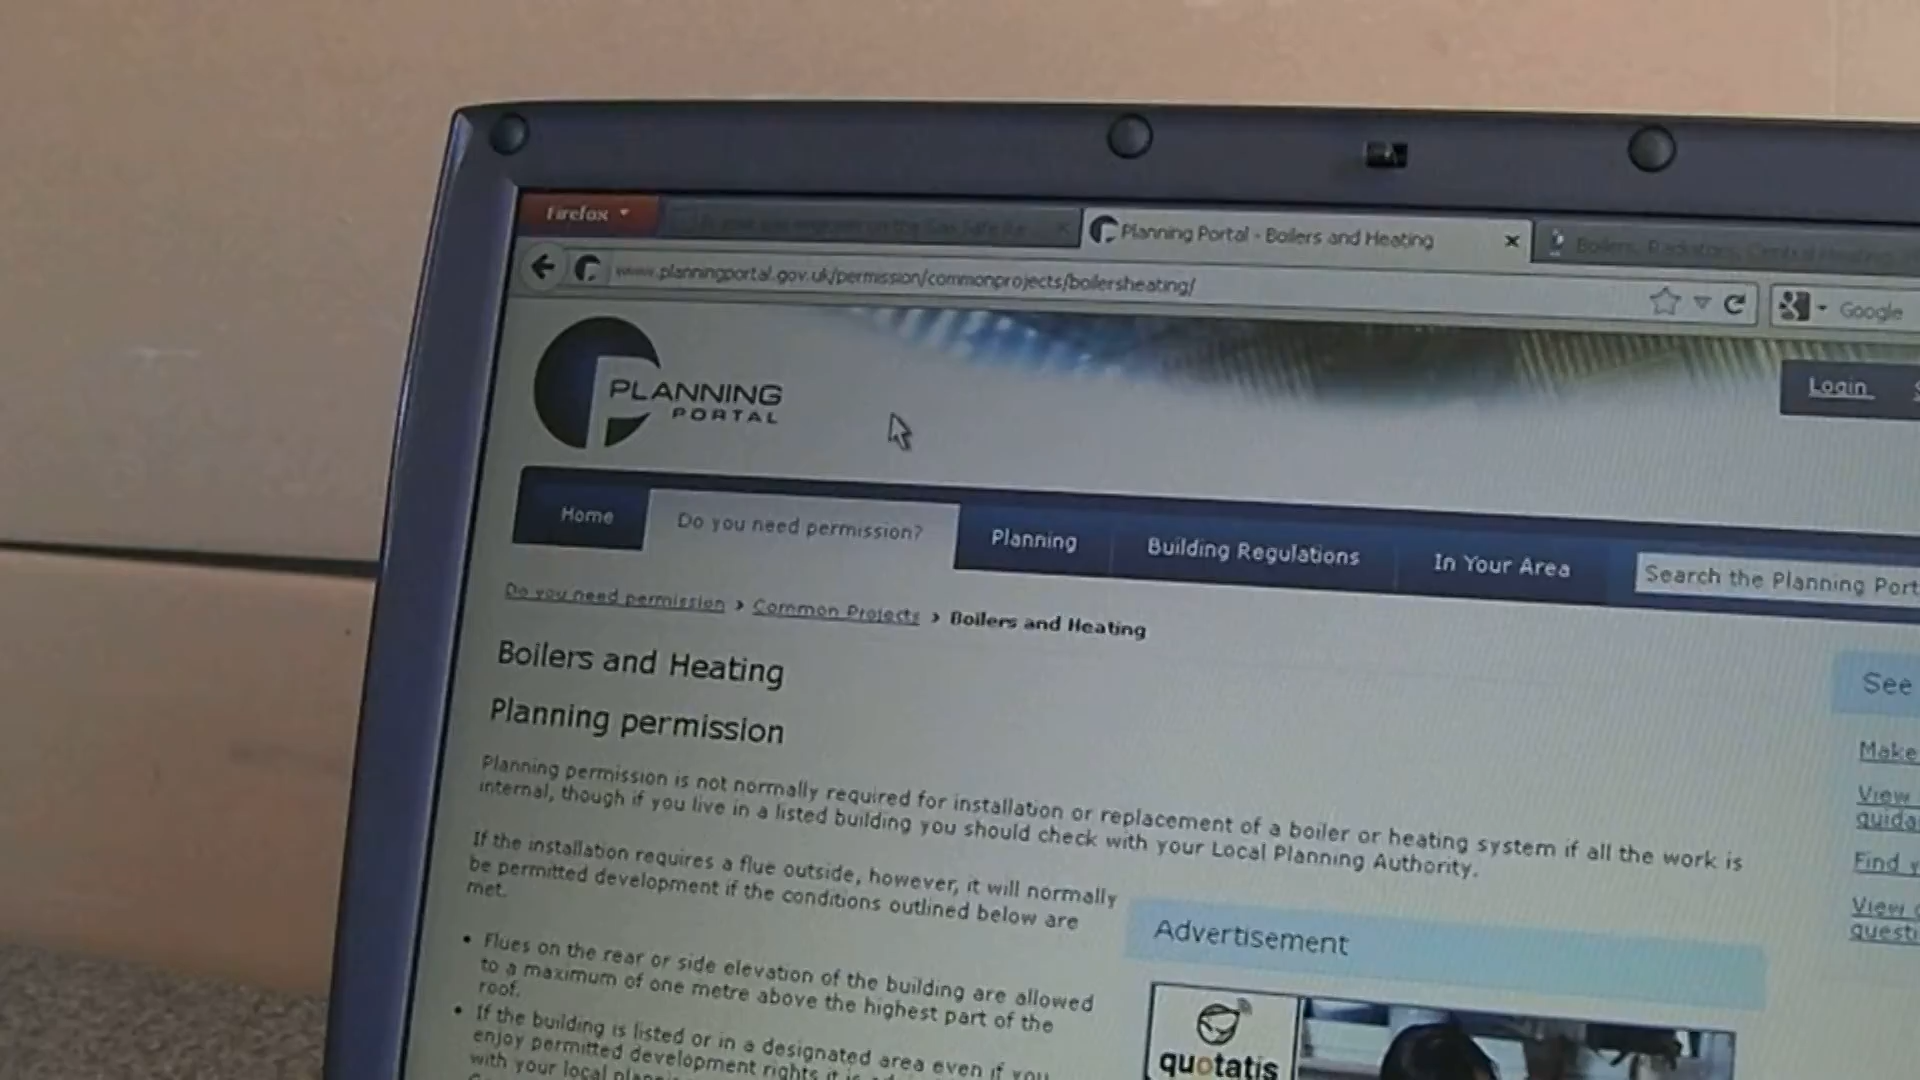 Firefox
Planning Portal - Boilers and Heating
Boilers, Radiators, Central Heating
www.planningportal.gov.uk/permission/commonprojects/boilersheating/
Google
PLANNING
PORTAL
Login
Home
Do you need permission?
Planning
Building Regulations
In Your Area
Search the Planning Port
Do you need permission > Common Projects > Boilers and Heating
Boilers and Heating
Planning permission
Planning permission is not normally required for installation or replacement of a boiler or heating system if all the work is
internal, though if you live in a listed building you should check with your Local Planning Authority.
If the installation requires a flue outside, however, it will normally
be permitted development if the conditions outlined below are
met.
• Flues on the rear or side elevation of the building are allowed
to a maximum of one metre above the highest part of the
roof.
• If the building is listed or in a designated area even if you
enjoy permitted development rights it is
with your local
Advertisement
quotatis
See
Make
View
guida
Find y
View
questi